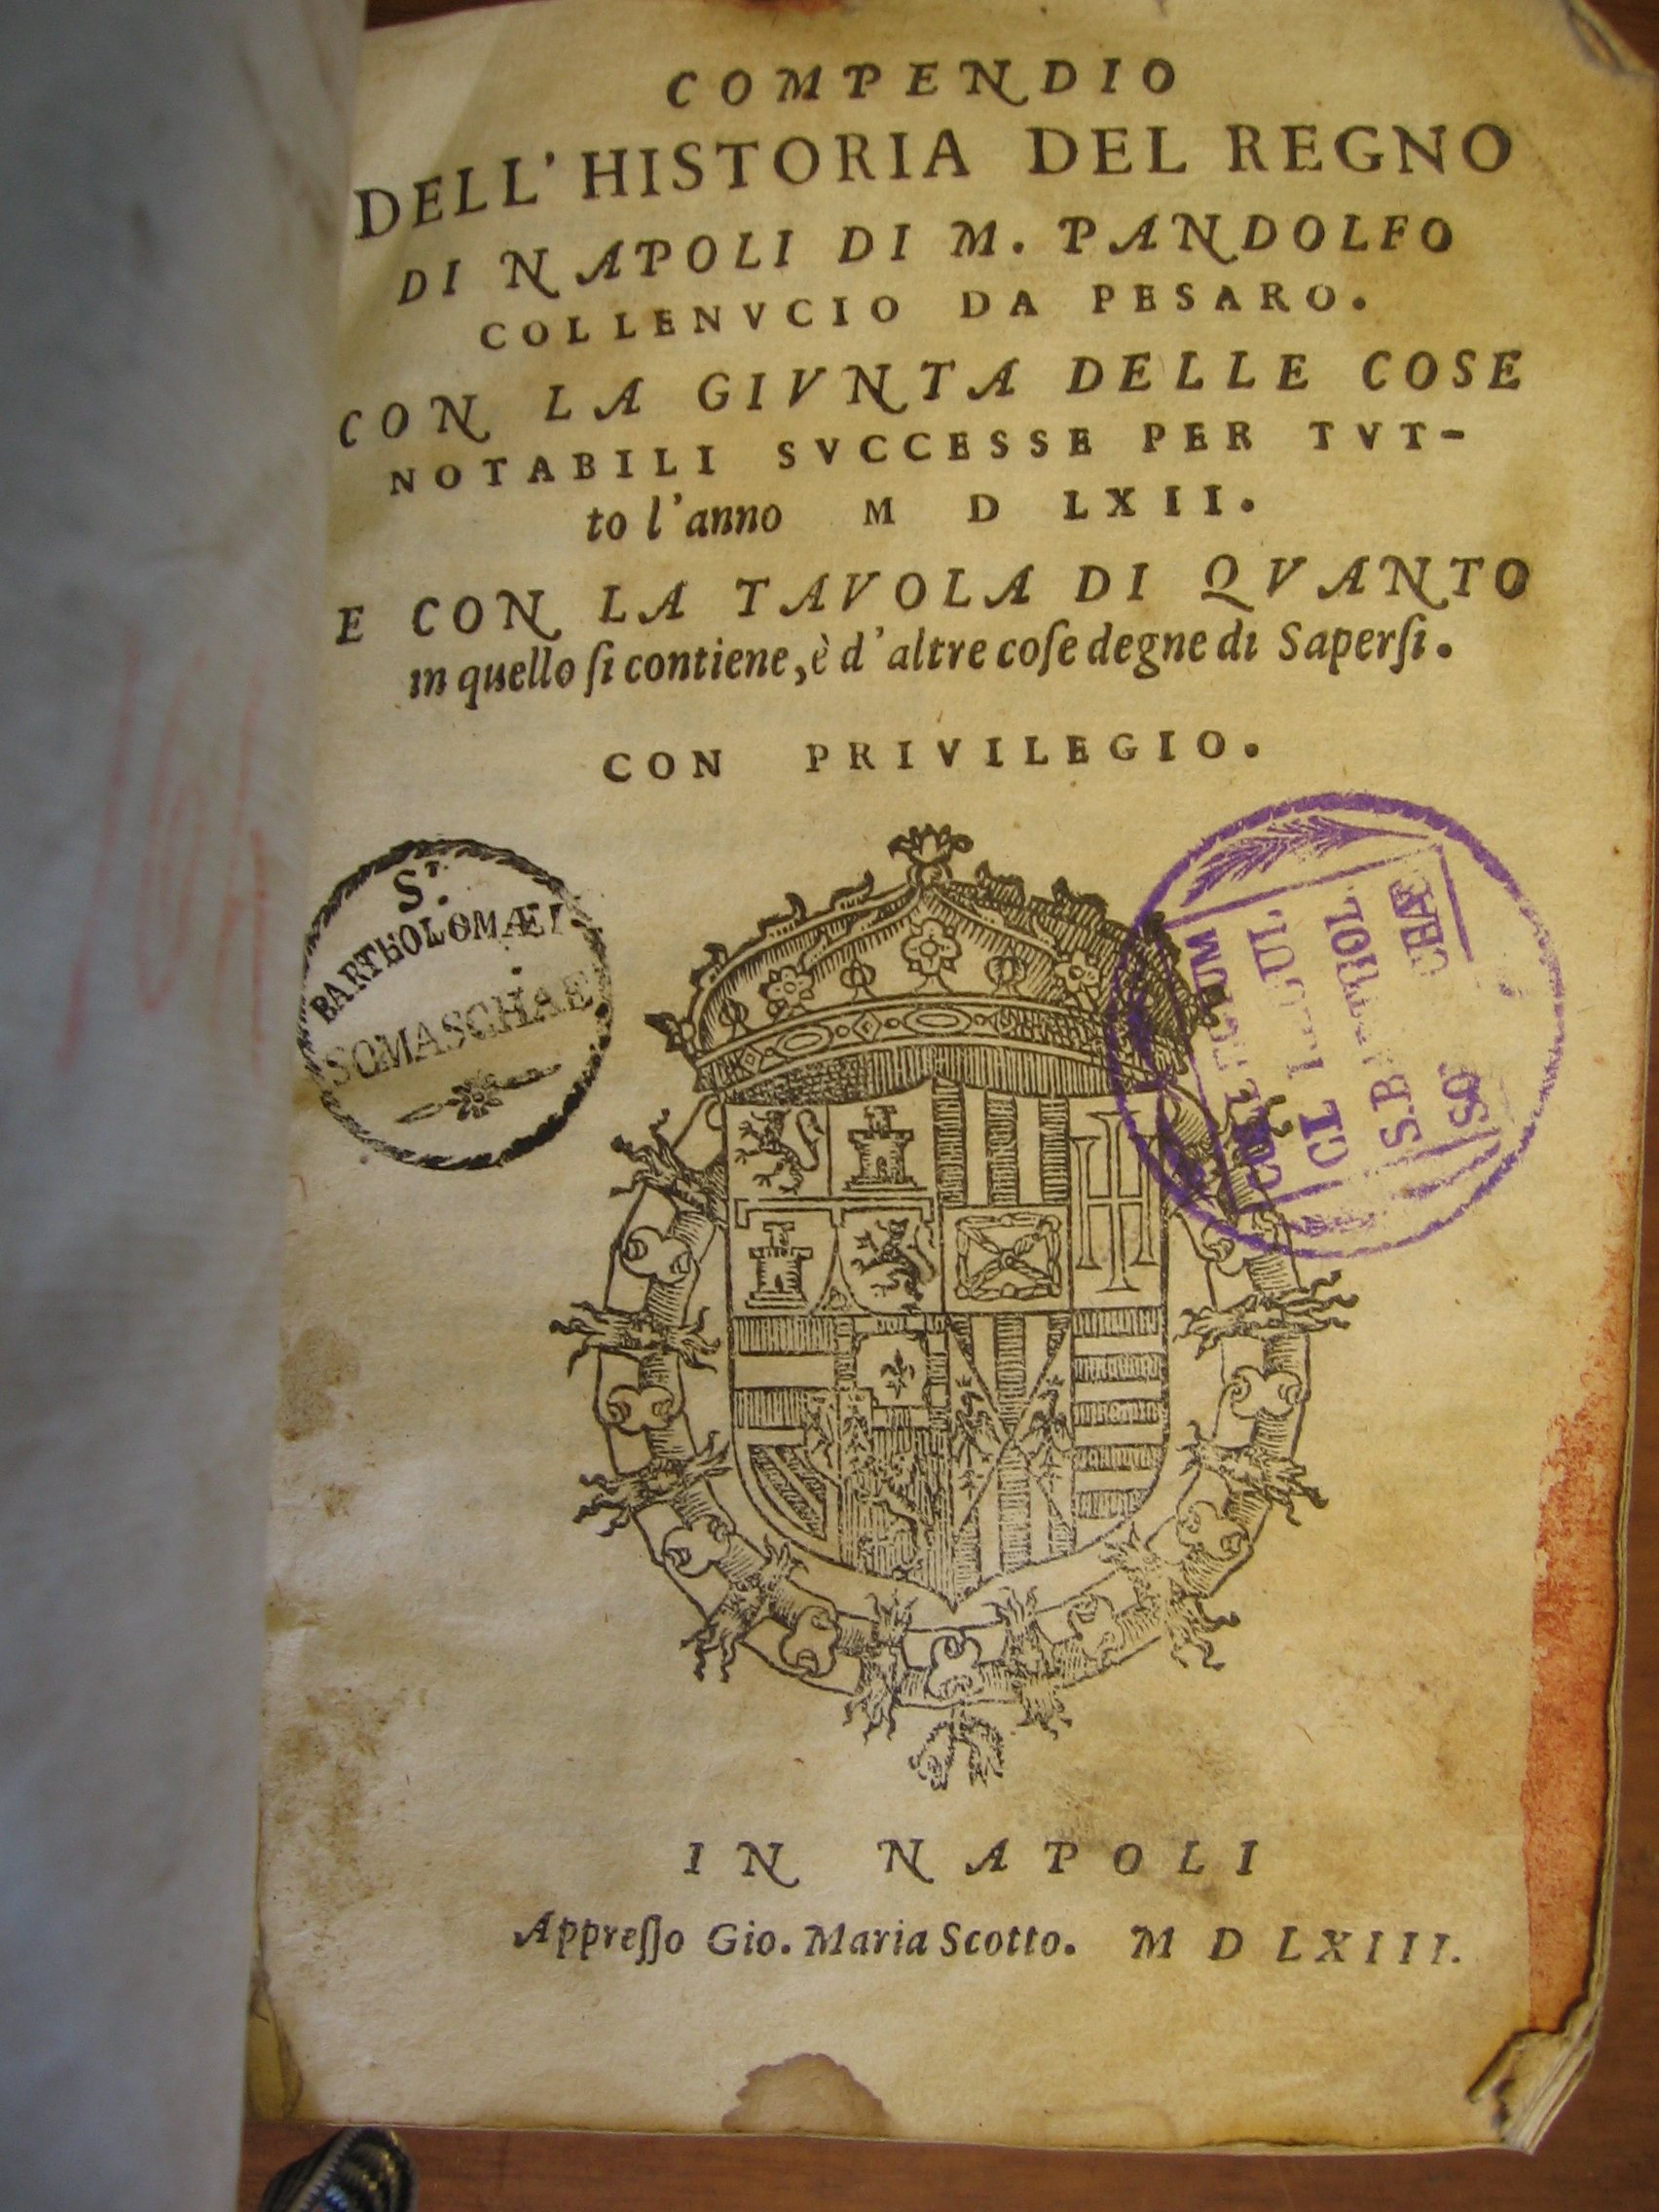 COMPENDIO
DELL'HISTORIA DEL REGNO
DI NAPOLI DI M. PANDOLFO
COLLENVCIO DA PESARO.
CON LA GIVNTA DELLE COSE
NOTABILI SVCCESSE PER TVT-
to l'anno M D LXII.
E CON LA TAVOLA DI QVANTO
in quello ſi contiene, è d'altre coſe degne di Saperſi.
CON PRIVILEGIO.
S.T
BARTHOLOMÆI
SOMASCHAE
S.B
SO
IN NAPOLI
Appreſſo Gio. Maria Scotto. M D LXIII.